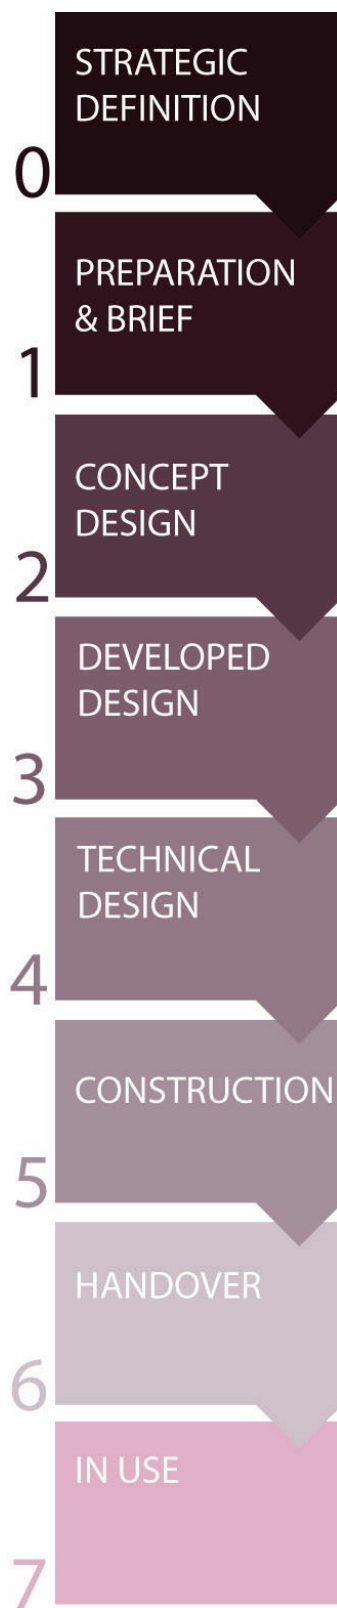 STRATEGIC
DEFINITION
0
PREPARATION
& BRIEF
1
CONCEPT
DESIGN
2
DEVELOPED
DESIGN
3
TECHNICAL
DESIGN
4
CONSTRUCTION
5
HANDOVER
6
IN USE
7